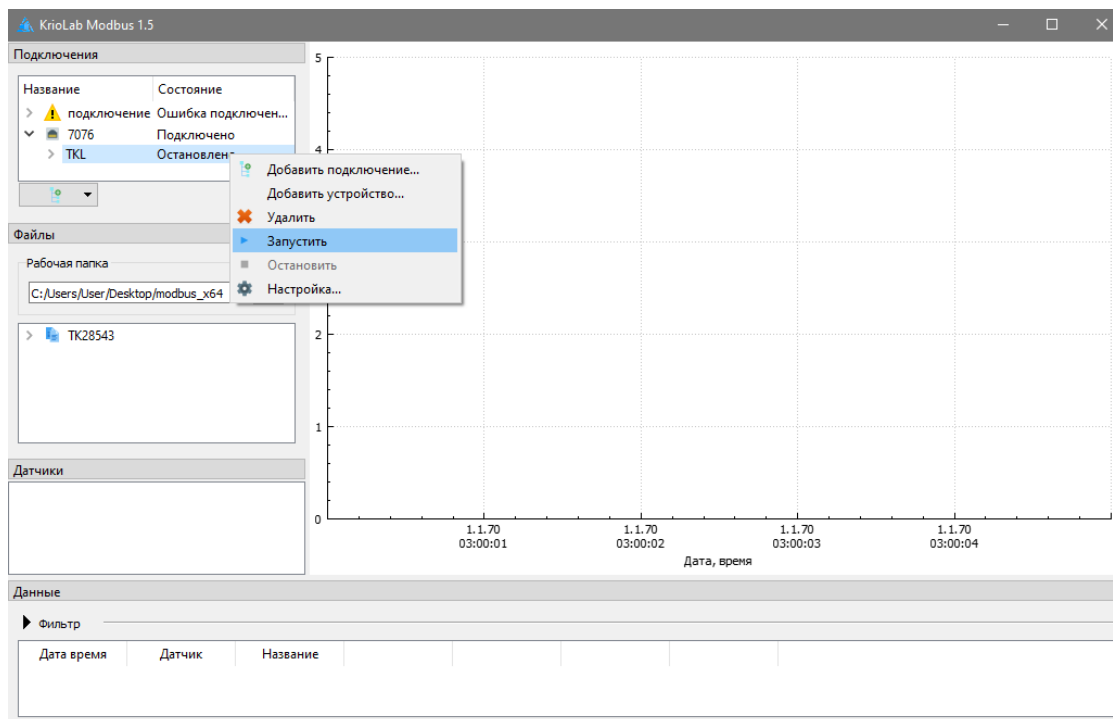 KrioLab Modbus 1.5
Подключения
Название Состояние
подключение Ошибка подключен...
7076 Подключено
TKL Остановлено
Добавить подключение...
Добавить устройство...
Удалить
Запустить
Остановить
Настройка...
Файлы
Рабочая папка
C:/Users/User/Desktop/modbus_x64
TK28543
Датчики
5
4
2
1
0
1.1.70 1.1.70 1.1.70 1.1.70
03:00:01 03:00:02 03:00:03 03:00:04
Дата, время
Данные
Фильтр
Дата время Датчик Название